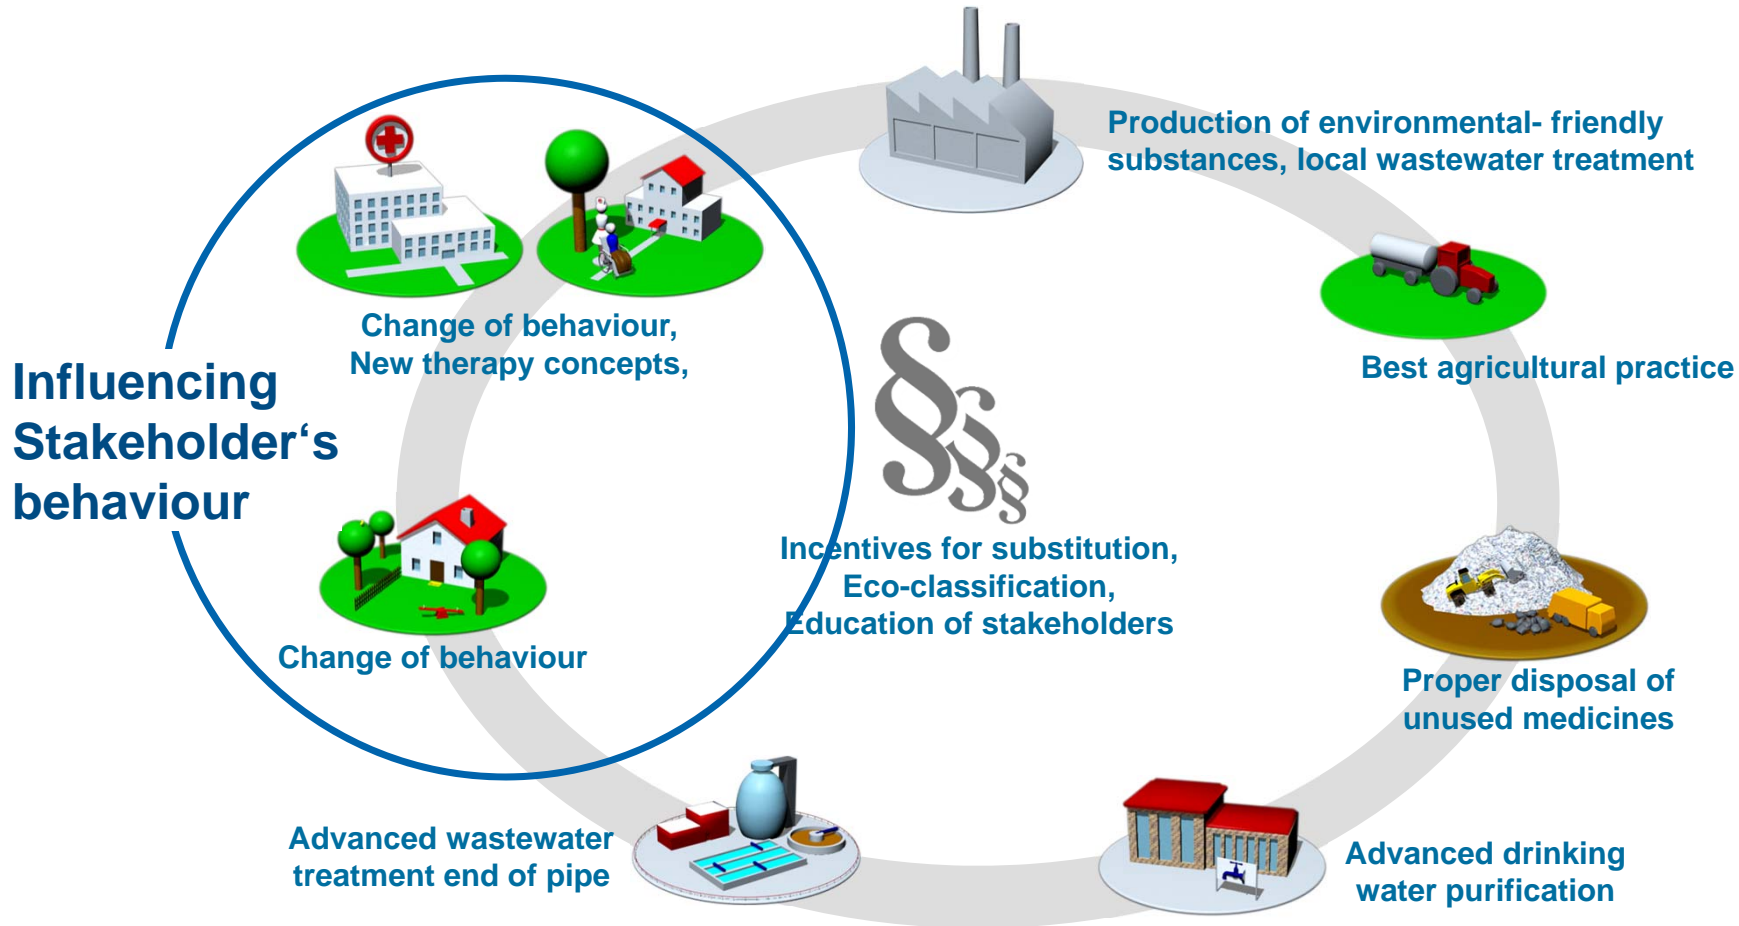 Production of environmental- friendly
substances, local wastewater treatment
Change of behaviour,
New therapy concepts,
Best agricultural practice
Influencing
Stakeholder‘s
behaviour
§§§
Incentives for substitution,
Eco-classification,
Education of stakeholders
Change of behaviour
Proper disposal of
unused medicines
Advanced wastewater
treatment end of pipe
Advanced drinking
water purification